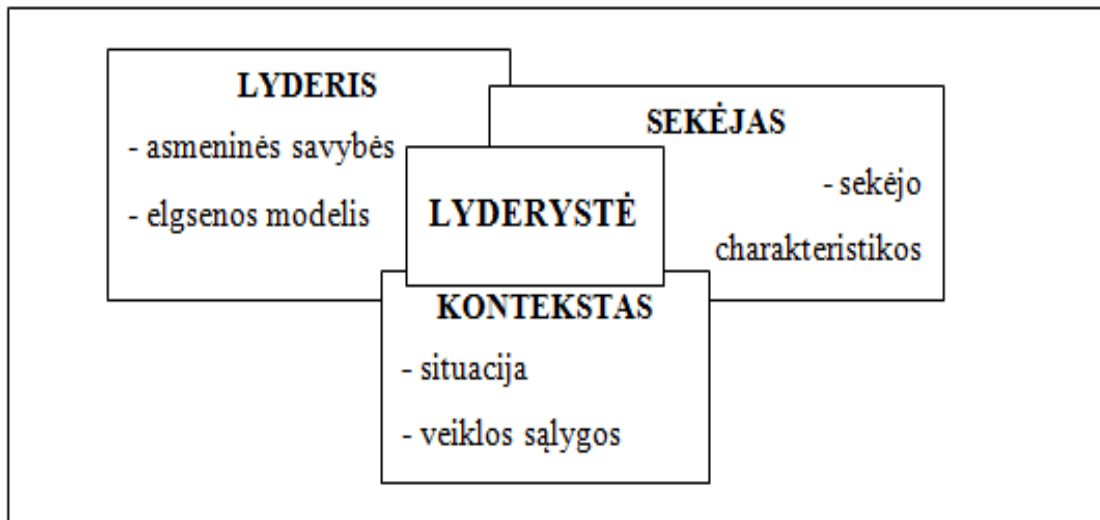 LYDERIS
- asmeninės savybės
- elgsenos modelis
SEKĖJAS
- sekėjo
charakteristikos
LYDERYSTĖ
KONTEKSTAS
- situacija
- veiklos sąlygos